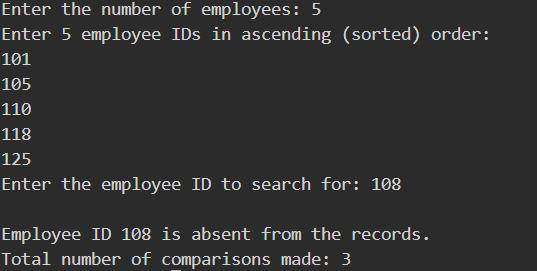 Enter the number of employees: 5
Enter 5 employee IDs in ascending (sorted) order:
101
105
110
118
125
Enter the employee ID to search for: 108

Employee ID 108 is absent from the records.
Total number of comparisons made: 3